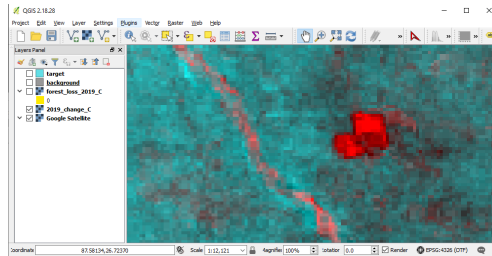 QGIS 2.18.28
Project Edit View Layer Settings Plugins Vector Raster Web Help
Layers Panel
target
background
forest_loss_2019_C
0
2019_change_C
Google Satellite
Coordinate 87.58134,26.72370 Scale 1:12,121 Magnifier 100% Rotation 0.0 Render EPSG:4326 (OTF)